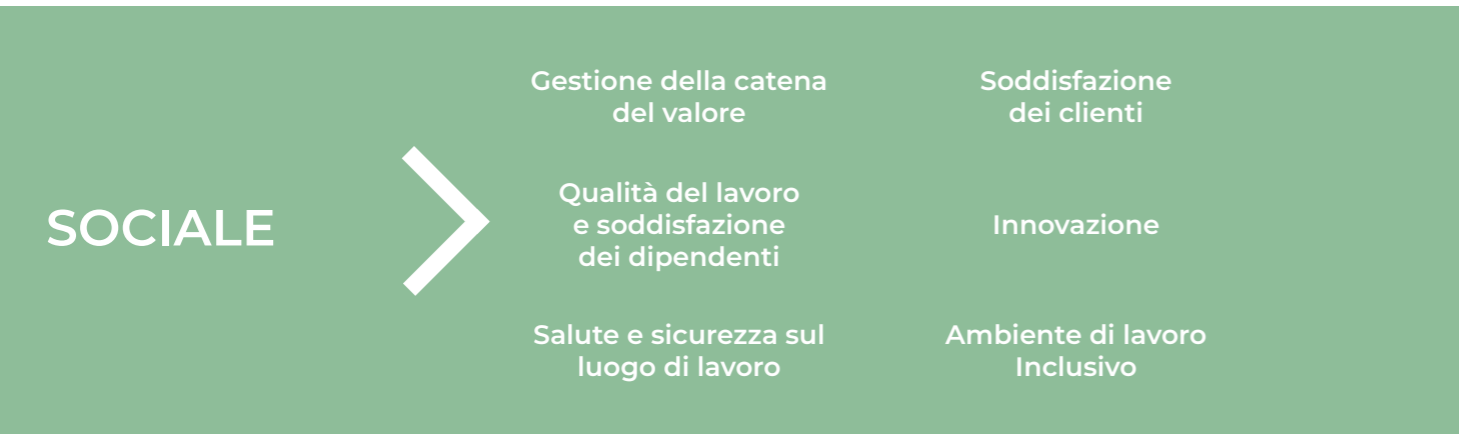 SOCIALE
Gestione della catena
del valore
Soddisfazione
dei clienti
Qualità del lavoro
e soddisfazione
dei dipendenti
Innovazione
Salute e sicurezza sul
luogo di lavoro
Ambiente di lavoro
Inclusivo